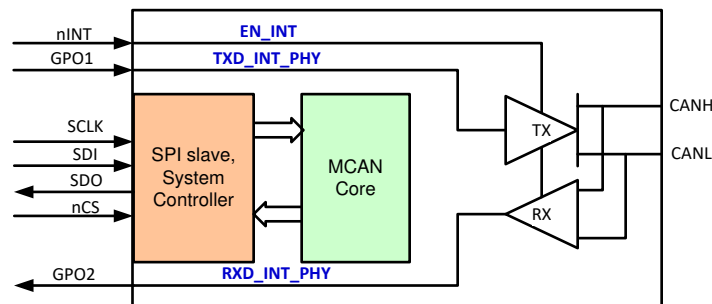 nINT
EN_INT
GPO1
TXD_INT_PHY
CANH
SCLK
SPI slave,
System
Controller
MCAN
Core
TX
SDI
CANL
SDO
nCS
RX
GPO2
RXD_INT_PHY